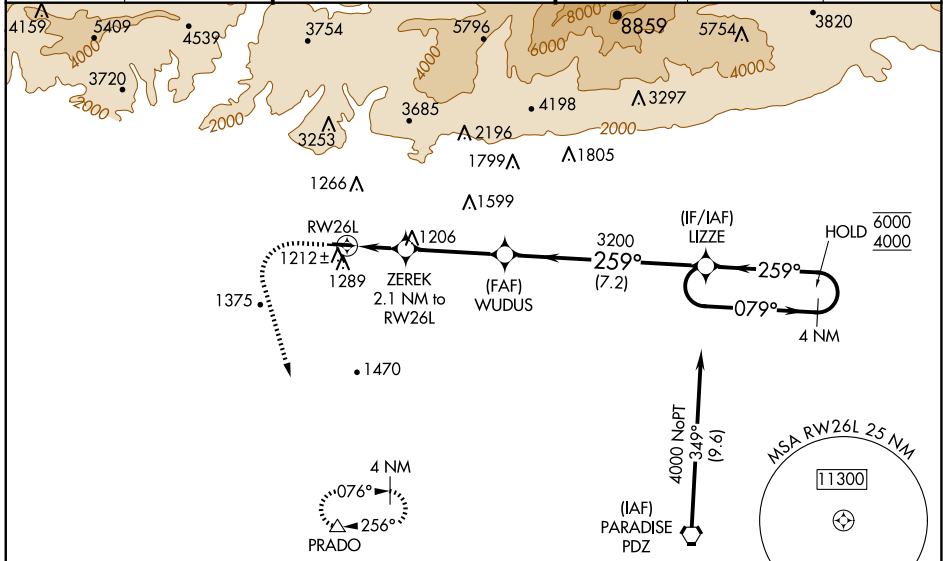 4159
5409
4000
4539
3720
2000
3754
3253
2000
3685
4000
5796
8000
6000
8859
5754
4000
3820
4198
3297
2000
2196
1799
1805
1266
1599
RW26L
1212±
1289
1206
ZEREK
2.1 NM to
RW26L
(FAF)
WUDUS
3200
259°
(7.2)
(IF/IAF)
LIZZE
HOLD
6000
4000
259°
079°
4 NM
1375
1470
4 NM
076°
256°
PRADO
4000 NoPT
349°
(9.6)
(IAF)
PARADISE
PDZ
MSA RW26L 25 NM
11300